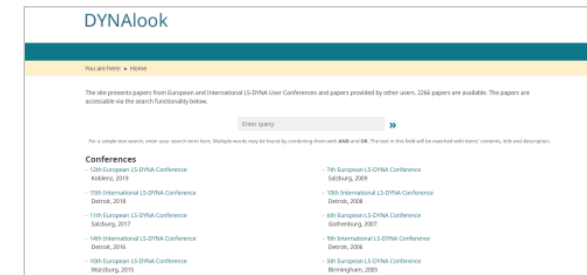 DYNAlook
You are here: Home
The site presents papers from European and International LS-DYNA User Conferences and papers provided by other users. 2266 papers are available. The papers are
accessable via the search functionality below.
Enter query
»
For a simple text search, enter your search term here. Multiple words may be found by combining them with AND and OR. The text in this field will be matched with items' contents, title and description.
Conferences
- 12th European LS-DYNA Conference
Koblenz, 2019
- 15th International LS-DYNA Conference
Detroit, 2018
- 11th European LS-DYNA Conference
Salzburg, 2017
- 14th International LS-DYNA Conference
Detroit, 2016
- 10th European LS-DYNA Conference
Würzburg, 2015
- 7th European LS-DYNA Conference
Salzburg, 2009
- 10th International LS-DYNA Conference
Detroit, 2008
- 6th European LS-DYNA Conference
Gothenburg, 2007
- 9th International LS-DYNA Conference
Detroit, 2006
- 5th European LS-DYNA Conference
Birmingham, 2005